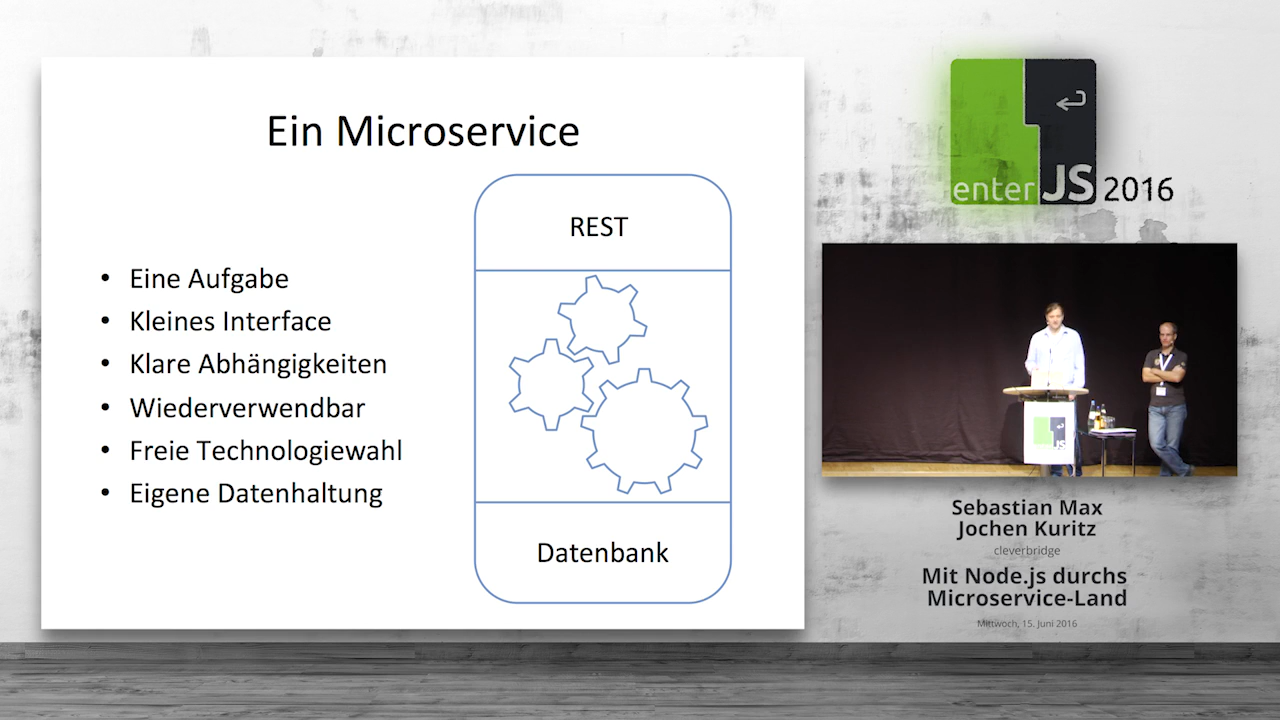 Ein Microservice
REST
• Eine Aufgabe
• Kleines Interface
• Klare Abhängigkeiten
• Wiederverwendbar
• Freie Technologiewahl
• Eigene Datenhaltung
Datenbank
enterJS 2016
JS
Sebastian Max
Jochen Kuritz
cleverbridge
Mit Node.js durchs
Microservice-Land
Mittwoch, 15. Juni 2016